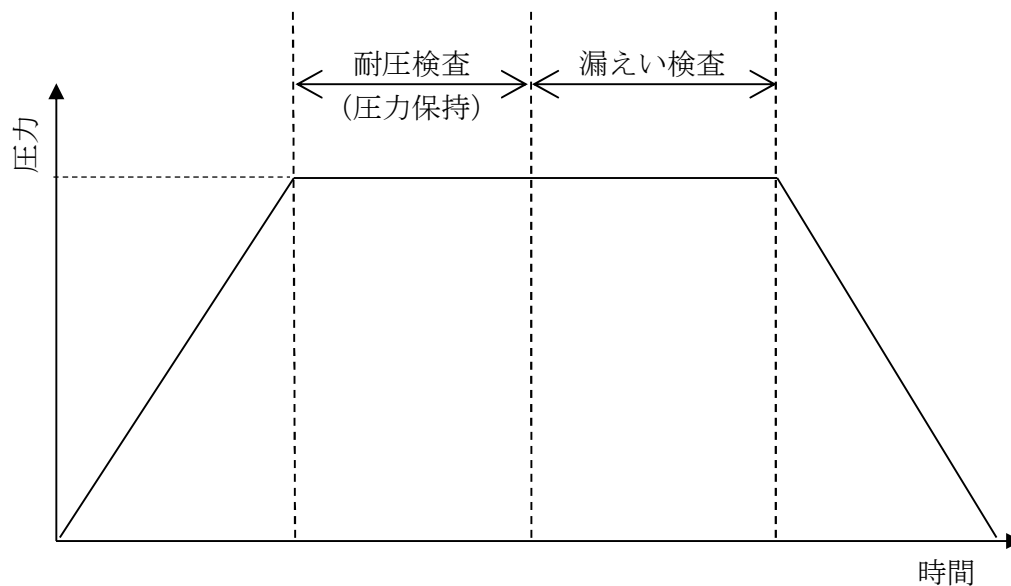 耐圧検査
（圧力保持）
漏えい検査
圧力
時間